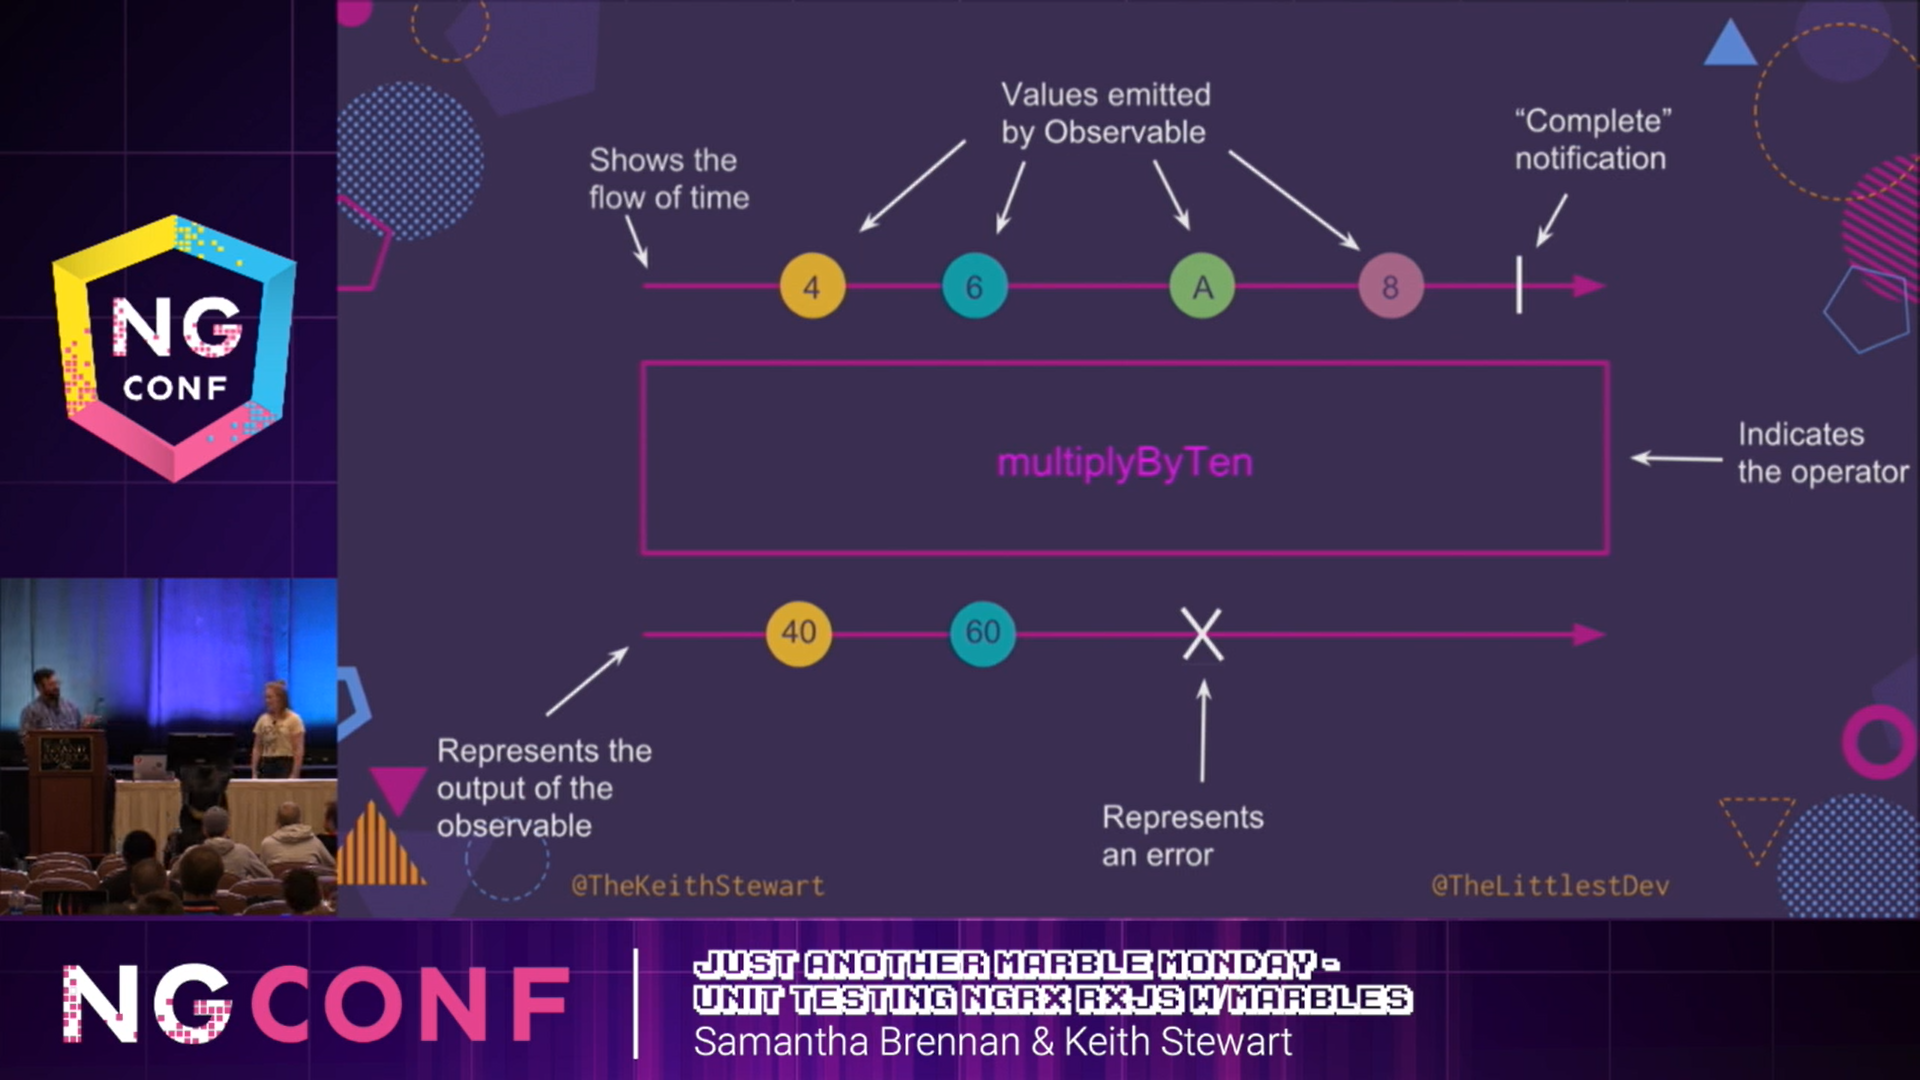 NG
CONF
Values emitted
by Observable
Shows the
flow of time
“Complete”
notification
4
6
A
8
multiplyByTen
Indicates
the operator
40
60
X
Represents the
output of the
observable
Represents
an error
@TheKeithStewart
@TheLittlestDev
GRAND
AMERICA
NG CONF
JUST ANOTHER MARBLE MONDAY -
UNIT TESTING NGRX RXJS W/MARBLES
Samantha Brennan & Keith Stewart